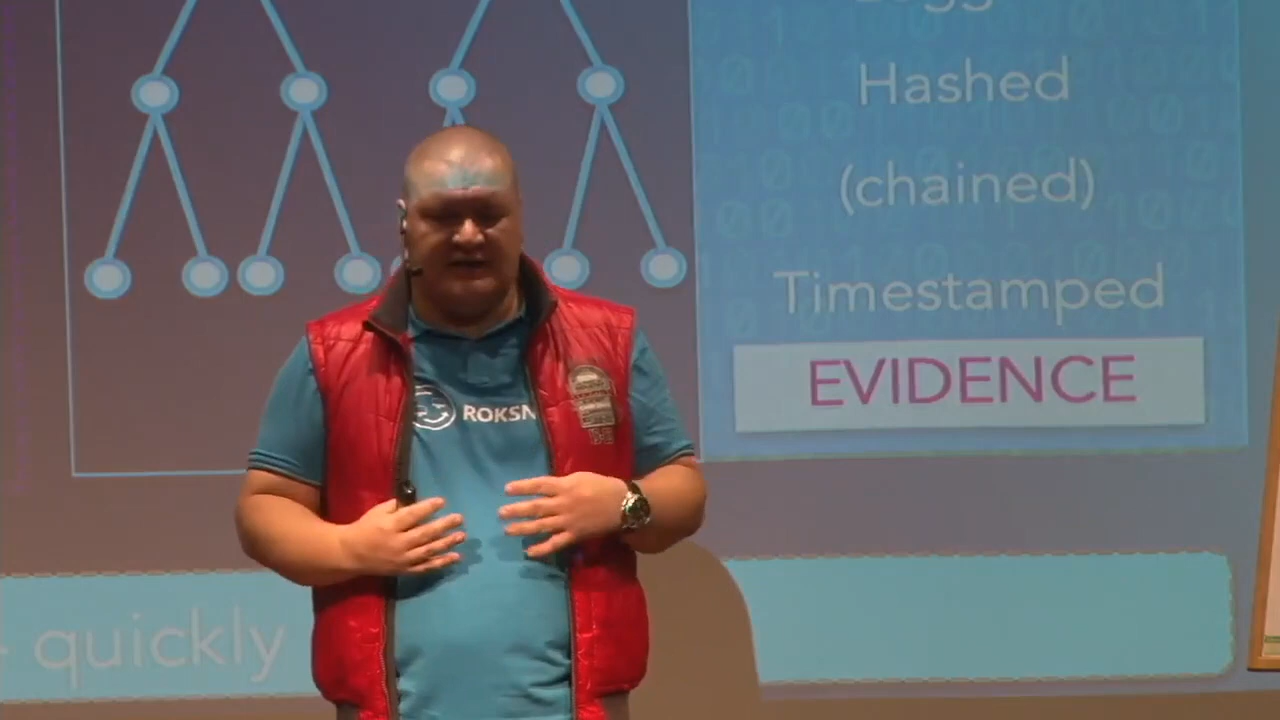 Hashed
(chained)
Timestamped
EVIDENCE
ROKSN
quickly